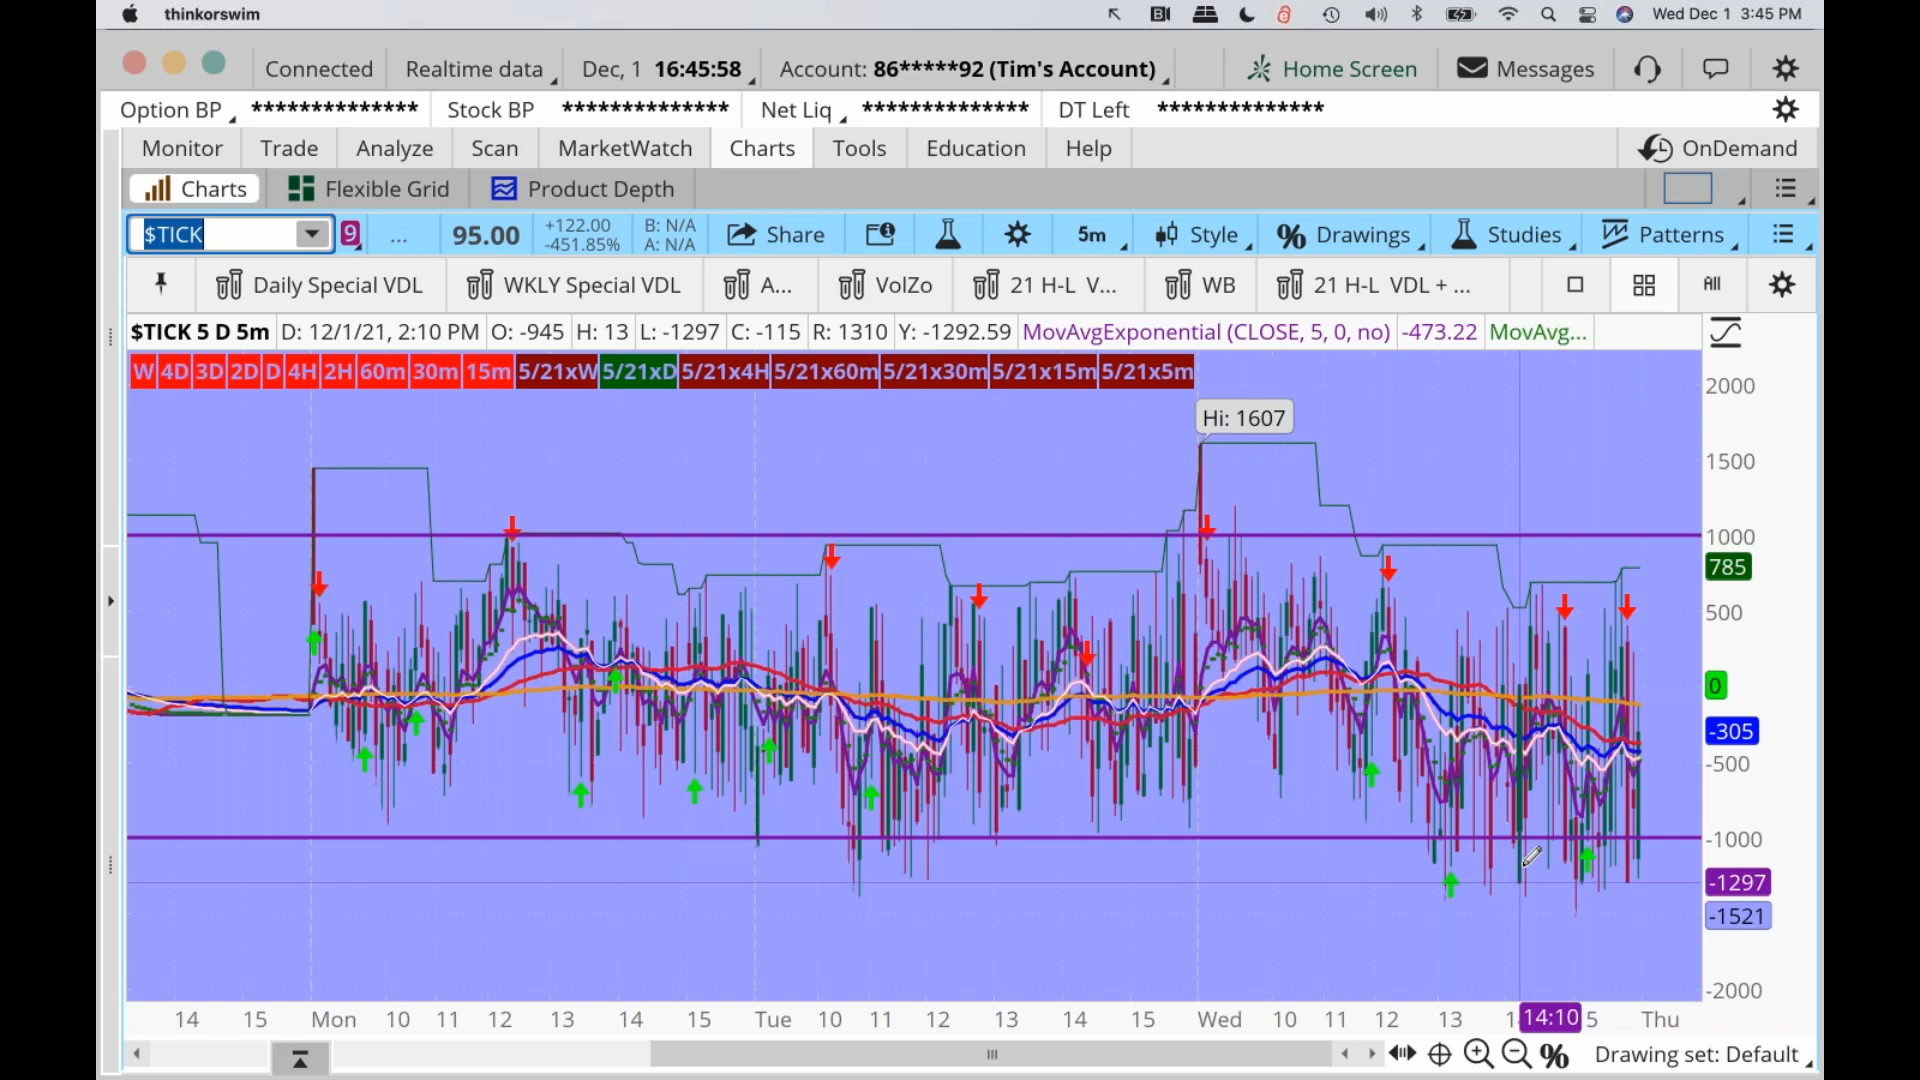 thinkorswim Wed Dec 1 3:45 PM
Connected Realtime data Dec, 1 16:45:58 Account: 86*****92 (Tim's Account) Home Screen Messages
Option BP ************** Stock BP ************** Net Liq ************** DT Left **************
Monitor Trade Analyze Scan MarketWatch Charts Tools Education Help OnDemand
Charts Flexible Grid Product Depth
$TICK 9 ... 95.00 +122.00 B: N/A Share 5m Style Drawings Studies Patterns
-451.85% A: N/A
Daily Special VDL WKLY Special VDL A... VolZo 21 H-L V... WB 21 H-L VDL + ... All
$TICK 5 D 5m D: 12/1/21, 2:10 PM O: -945 H: 13 L: -1297 C: -115 R: 1310 Y: -1292.59 MovAvgExponential (CLOSE, 5, 0, no) -473.22 MovAvg...
W 4D 3D 2D D 4H 2H 60m 30m 15m 5/21xW 5/21xD 5/21x4H 5/21x60m 5/21x30m 5/21x15m 5/21x5m
2000
Hi: 1607
1500
1000
785
500
0
-305
-500
-1000
-1297
-1521
-2000
14 15 Mon 10 11 12 13 14 15 Tue 10 11 12 13 14 15 Wed 10 11 12 13 14:10 5 Thu
Drawing set: Default